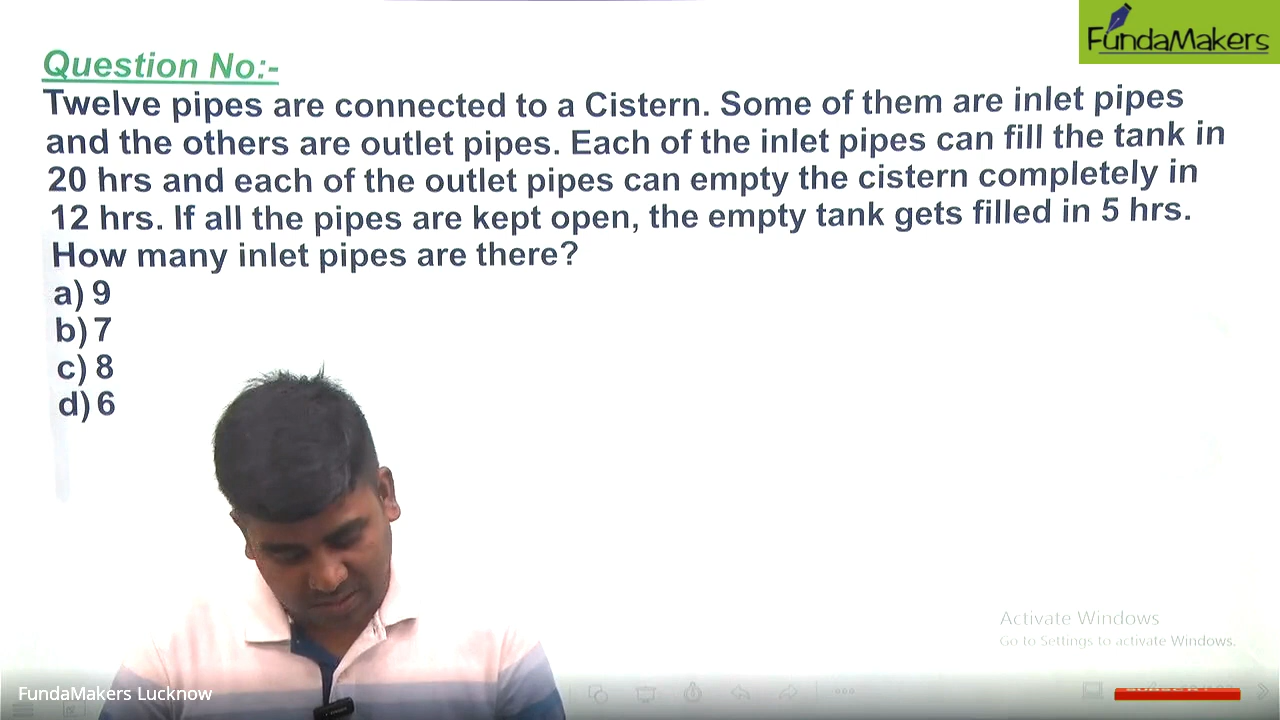 FundaMakers
Question No:-
Twelve pipes are connected to a Cistern. Some of them are inlet pipes
and the others are outlet pipes. Each of the inlet pipes can fill the tank in
20 hrs and each of the outlet pipes can empty the cistern completely in
12 hrs. If all the pipes are kept open, the empty tank gets filled in 5 hrs.
How many inlet pipes are there?
a) 9
b) 7
c) 8
d) 6
Activate Windows
Go to Settings to activate Windows.
FundaMakers Lucknow